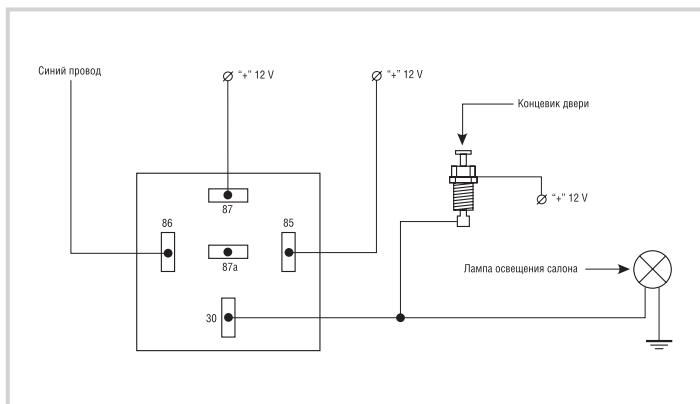 Синий провод
“+” 12 V
“+” 12 V
Концевик двери
“+” 12 V
87
86
85
87a
Лампа освещения салона
30